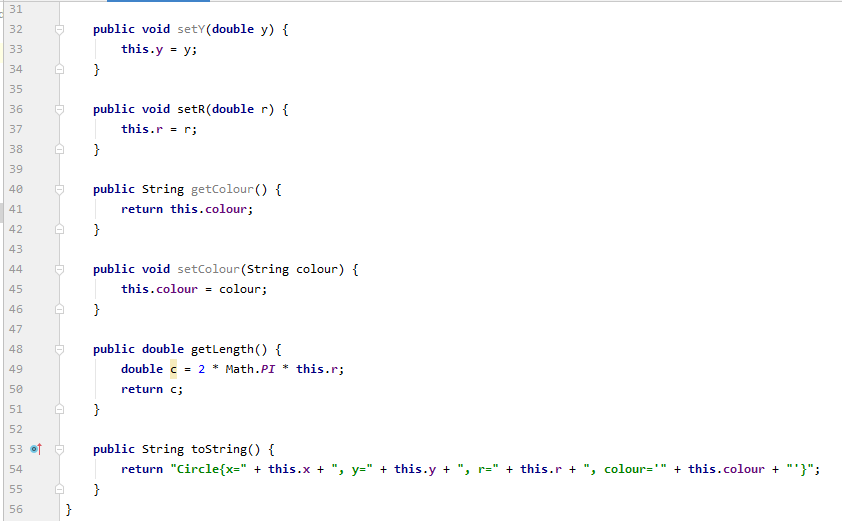 31
32 public void setY(double y) {
33 this.y = y;
34 }
35
36 public void setR(double r) {
37 this.r = r;
38 }
39
40 public String getColour() {
41 return this.colour;
42 }
43
44 public void setColour(String colour) {
45 this.colour = colour;
46 }
47
48 public double getLength() {
49 double c = 2 * Math.PI * this.r;
50 return c;
51 }
52
53 public String toString() {
54 return "Circle{x=" + this.x + ", y=" + this.y + ", r=" + this.r + ", colour='" + this.colour + "'}";
55 }
56 }